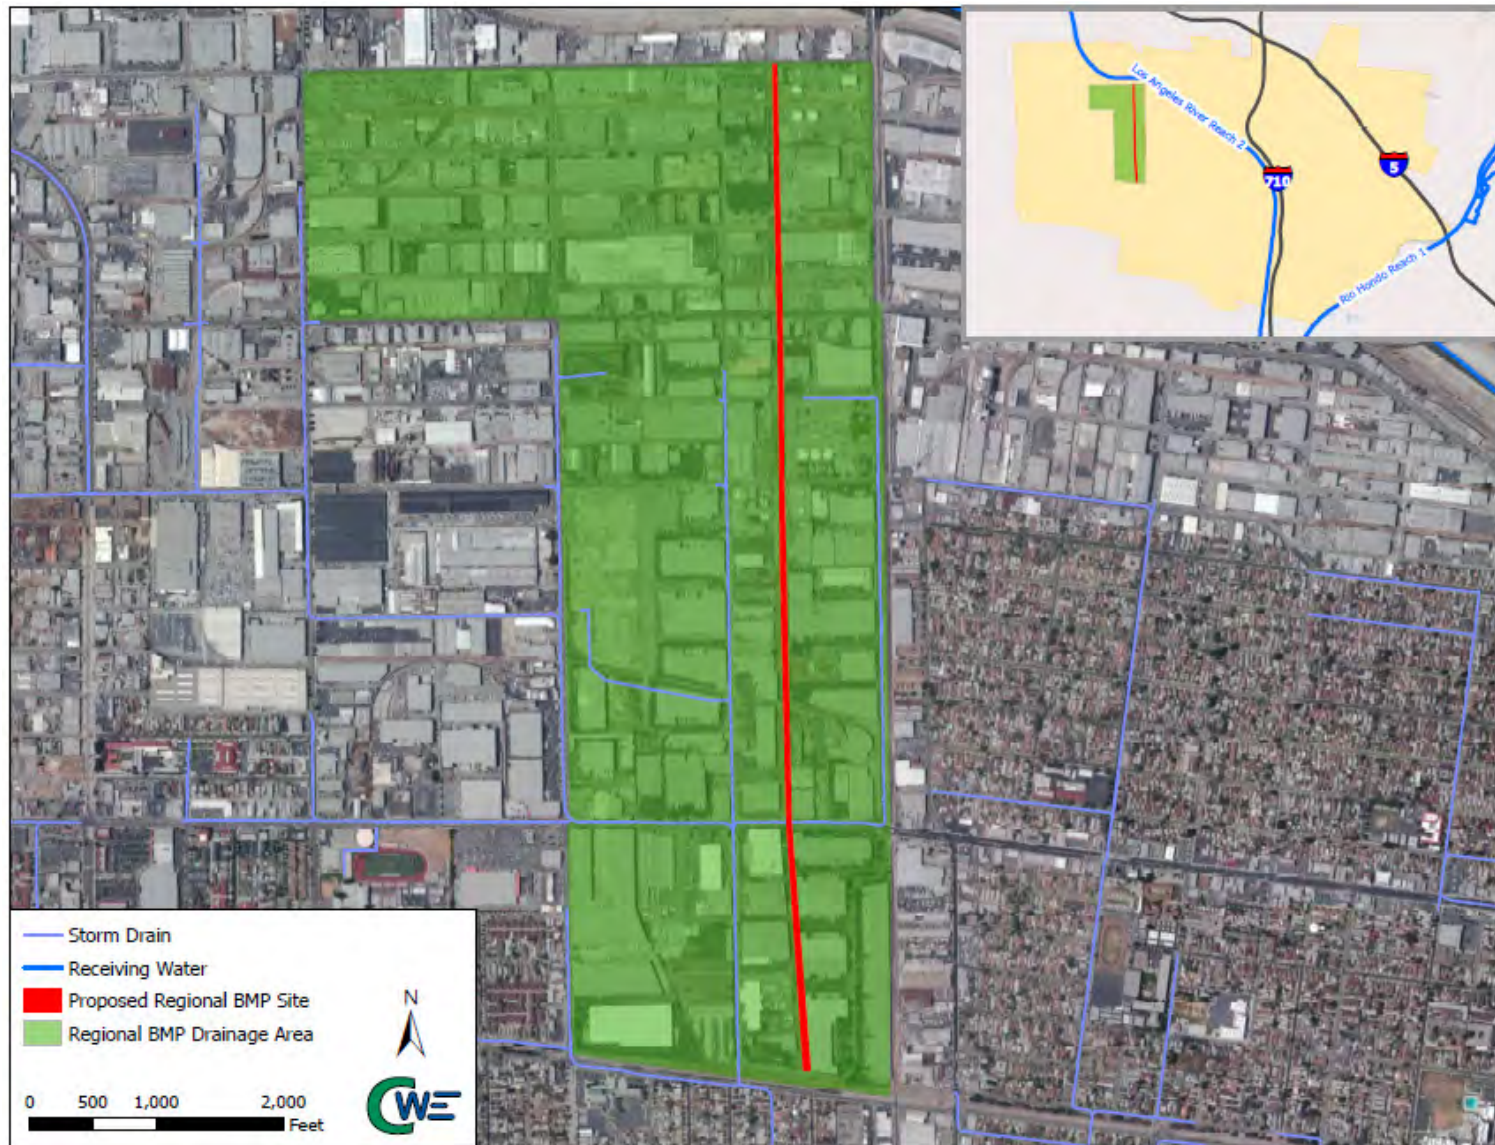 Los Angeles River Reach 2
5
710
Rio Hondo Reach 1
Storm Drain
Receiving Water
Proposed Regional BMP Site
Regional BMP Drainage Area
N
0 500 1,000 2,000
Feet
CWE